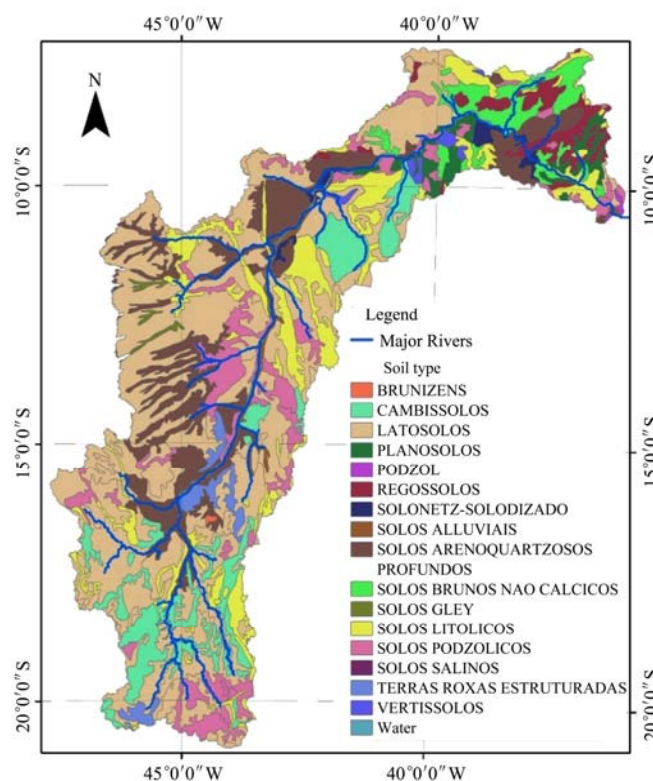 45°0'0"W 40°0'0"W
N
10°0'0"S 10°0'0"S
Legend
Major Rivers
Soil type
BRUNIZENS
CAMBISSOLOS
LATOSOLOS
15°0'0"S 15°0'0"S
PLANOSOLOS
PODZOL
REGOSSOLOS
SOLONETZ-SOLODIZADO
SOLOS ALLUVIAIS
SOLOS ARENOQUARTZOSOS
PROFUNDOS
SOLOS BRUNOS NAO CALCICOS
SOLOS GLEY
SOLOS LITOLICOS
SOLOS PODZOLICOS
SOLOS SALINOS
20°0'0"S 20°0'0"S
TERRAS ROXAS ESTRUTURADAS
VERTISSOLOS
Water
45°0'0"W 40°0'0"W